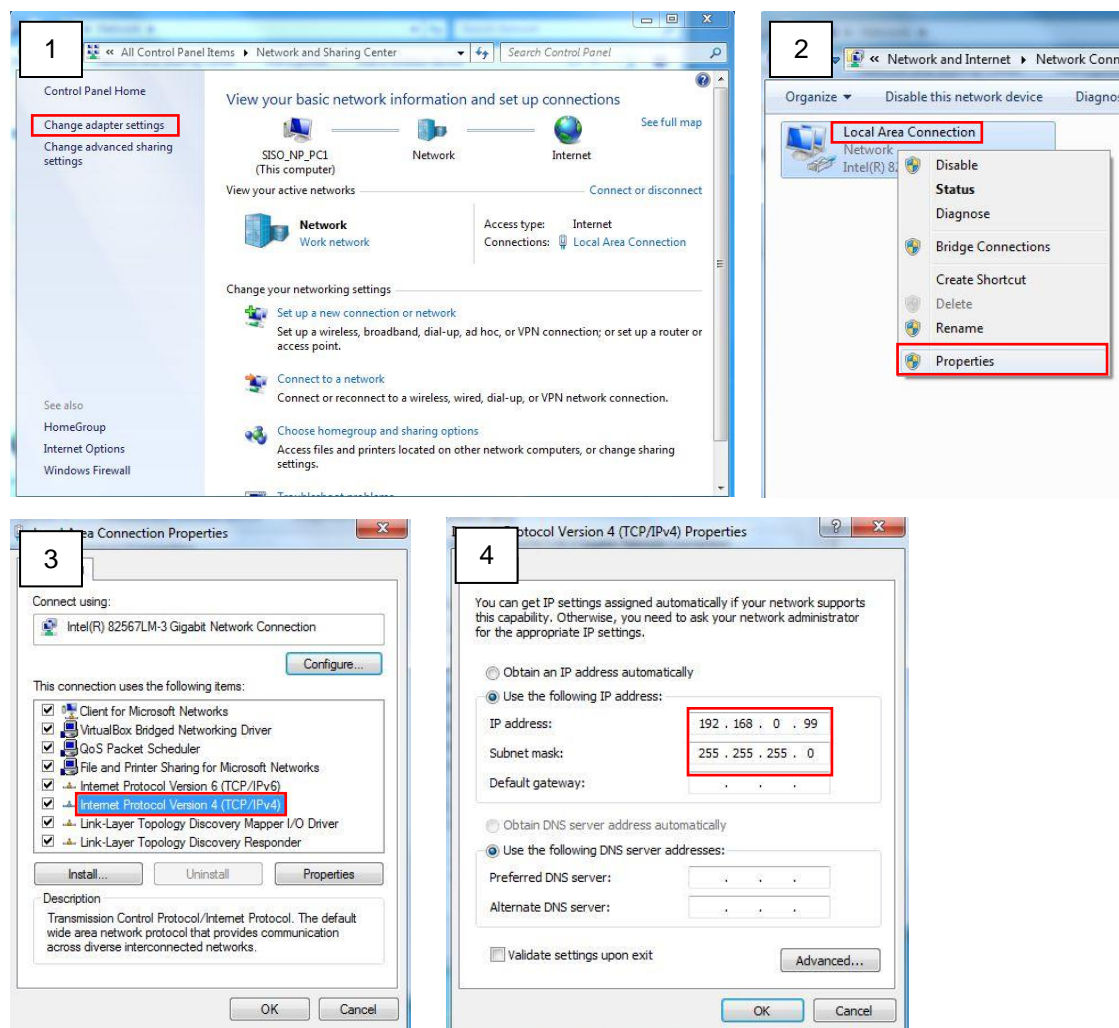 1
« All Control Panel Items ▸ Network and Sharing Center
Search Control Panel
Control Panel Home
Change adapter settings
Change advanced sharing
settings
See also
HomeGroup
Internet Options
Windows Firewall
View your basic network information and set up connections
See full map
SISO_NP_PC1
(This computer)
Network
Internet
View your active networks
Connect or disconnect
Network
Work network
Access type: Internet
Connections: Local Area Connection
Change your networking settings
Set up a new connection or network
Set up a wireless, broadband, dial-up, ad hoc, or VPN connection; or set up a router or
access point.
Connect to a network
Connect or reconnect to a wireless, wired, dial-up, or VPN network connection.
Choose homegroup and sharing options
Access files and printers located on other network computers, or change sharing
settings.
Troubleshoot problems
2
« Network and Internet ▸ Network Conn
Organize Disable this network device Diagnos
Local Area Connection
Network
Intel(R) 82
Disable
Status
Diagnose
Bridge Connections
Create Shortcut
Delete
Rename
Properties
3
ea Connection Properties
Connect using:
Intel(R) 82567LM-3 Gigabit Network Connection
Configure...
This connection uses the following items:
Client for Microsoft Networks
VirtualBox Bridged Networking Driver
QoS Packet Scheduler
File and Printer Sharing for Microsoft Networks
Internet Protocol Version 6 (TCP/IPv6)
Internet Protocol Version 4 (TCP/IPv4)
Link-Layer Topology Discovery Mapper I/O Driver
Link-Layer Topology Discovery Responder
Install... Uninstall Properties
Description
Transmission Control Protocol/Internet Protocol. The default
wide area network protocol that provides communication
across diverse interconnected networks.
OK Cancel
4
otocol Version 4 (TCP/IPv4) Properties
You can get IP settings assigned automatically if your network supports
this capability. Otherwise, you need to ask your network administrator
for the appropriate IP settings.
Obtain an IP address automatically
Use the following IP address:
IP address: 192 . 168 . 0 . 99
Subnet mask: 255 . 255 . 255 . 0
Default gateway: . . .
Obtain DNS server address automatically
Use the following DNS server addresses:
Preferred DNS server: . . .
Alternate DNS server: . . .
Validate settings upon exit
Advanced...
OK Cancel